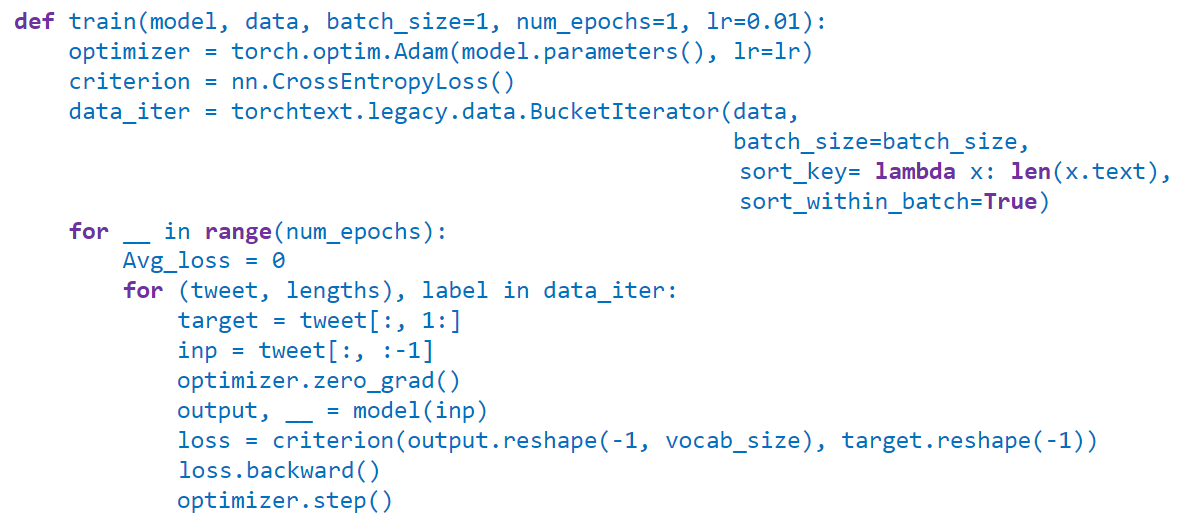 def train(model, data, batch_size=1, num_epochs=1, lr=0.01):
    optimizer = torch.optim.Adam(model.parameters(), lr=lr)
    criterion = nn.CrossEntropyLoss()
    data_iter = torchtext.legacy.data.BucketIterator(data,
                                                     batch_size=batch_size,
                                                     sort_key= lambda x: len(x.text),
                                                     sort_within_batch=True)
    for __ in range(num_epochs):
        Avg_loss = 0
        for (tweet, lengths), label in data_iter:
            target = tweet[:, 1:]
            inp = tweet[:, :-1]
            optimizer.zero_grad()
            output, __ = model(inp)
            loss = criterion(output.reshape(-1, vocab_size), target.reshape(-1))
            loss.backward()
            optimizer.step()